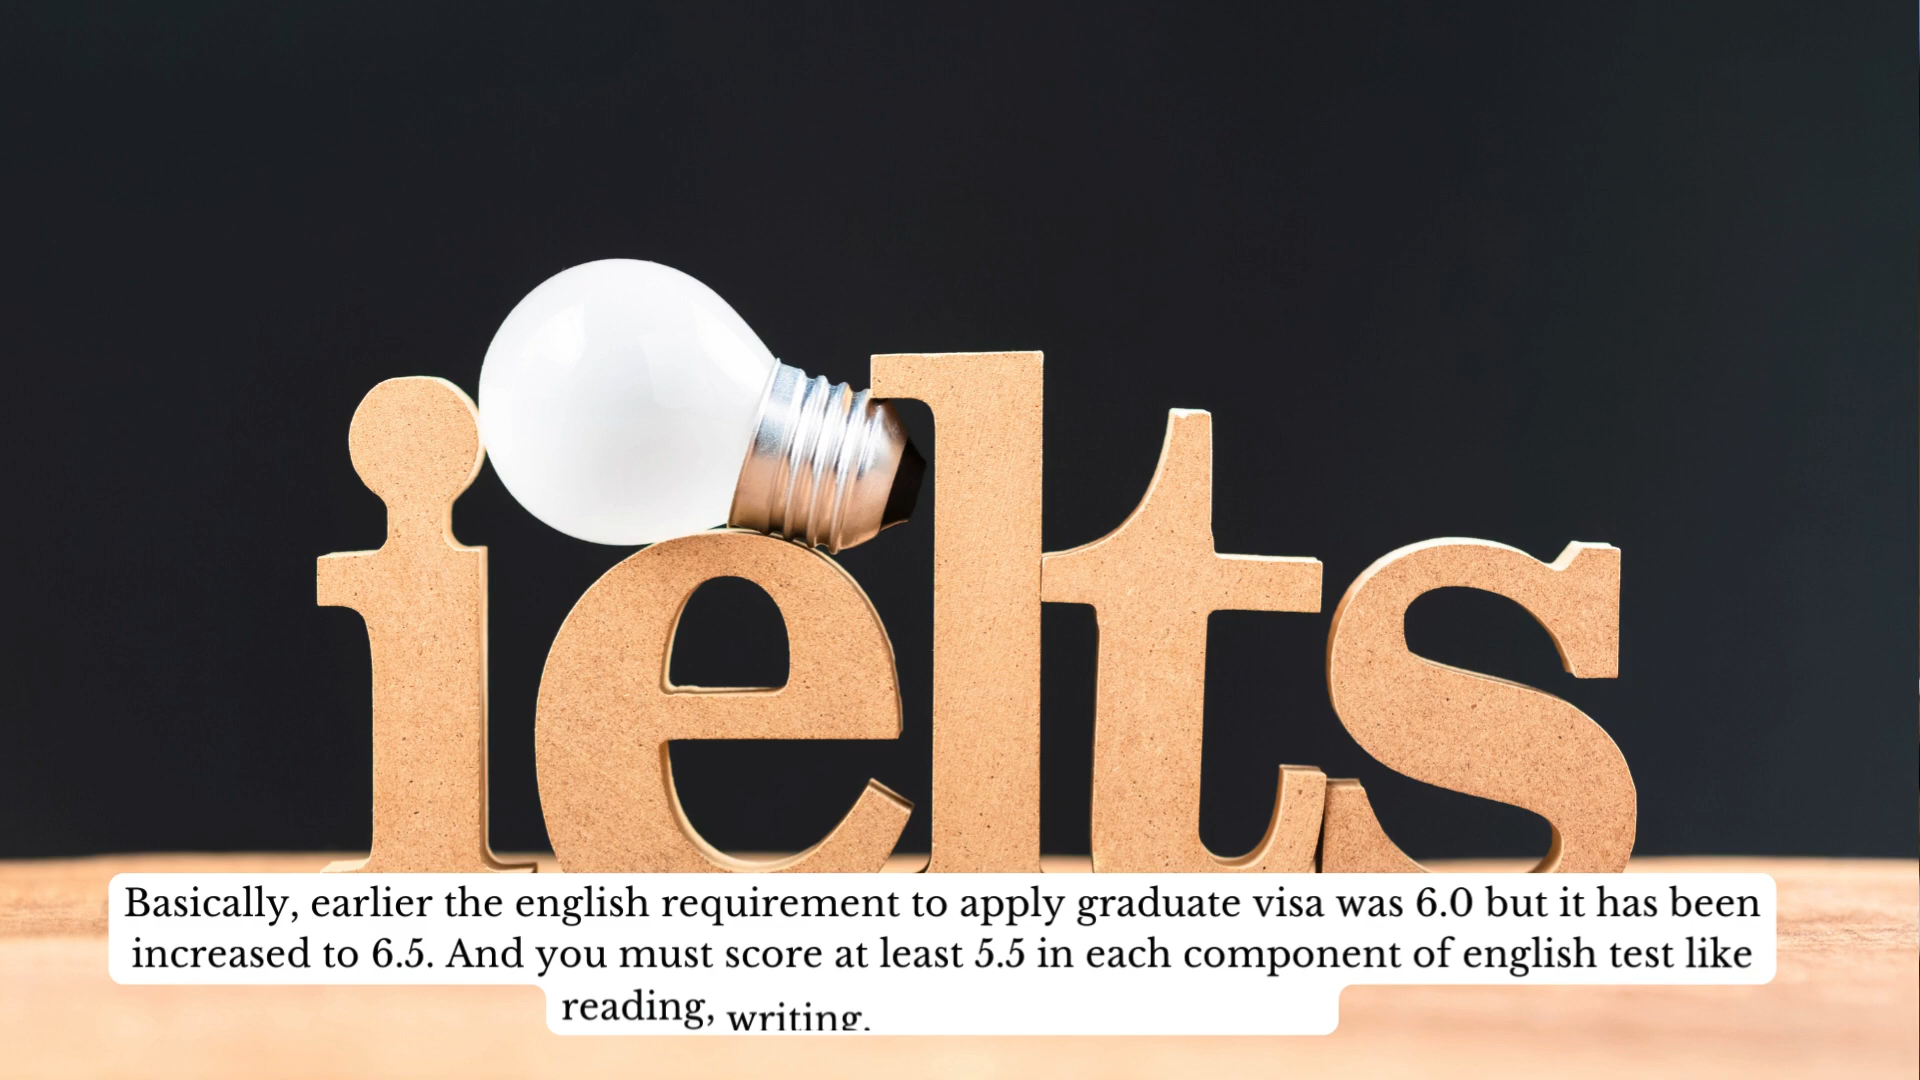 ielts
Basically, earlier the english requirement to apply graduate visa was 6.0 but it has been
increased to 6.5. And you must score at least 5.5 in each component of english test like
reading, writing,